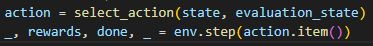 action = select_action(state, evaluation_state)
_, rewards, done, _ = env.step(action.item())